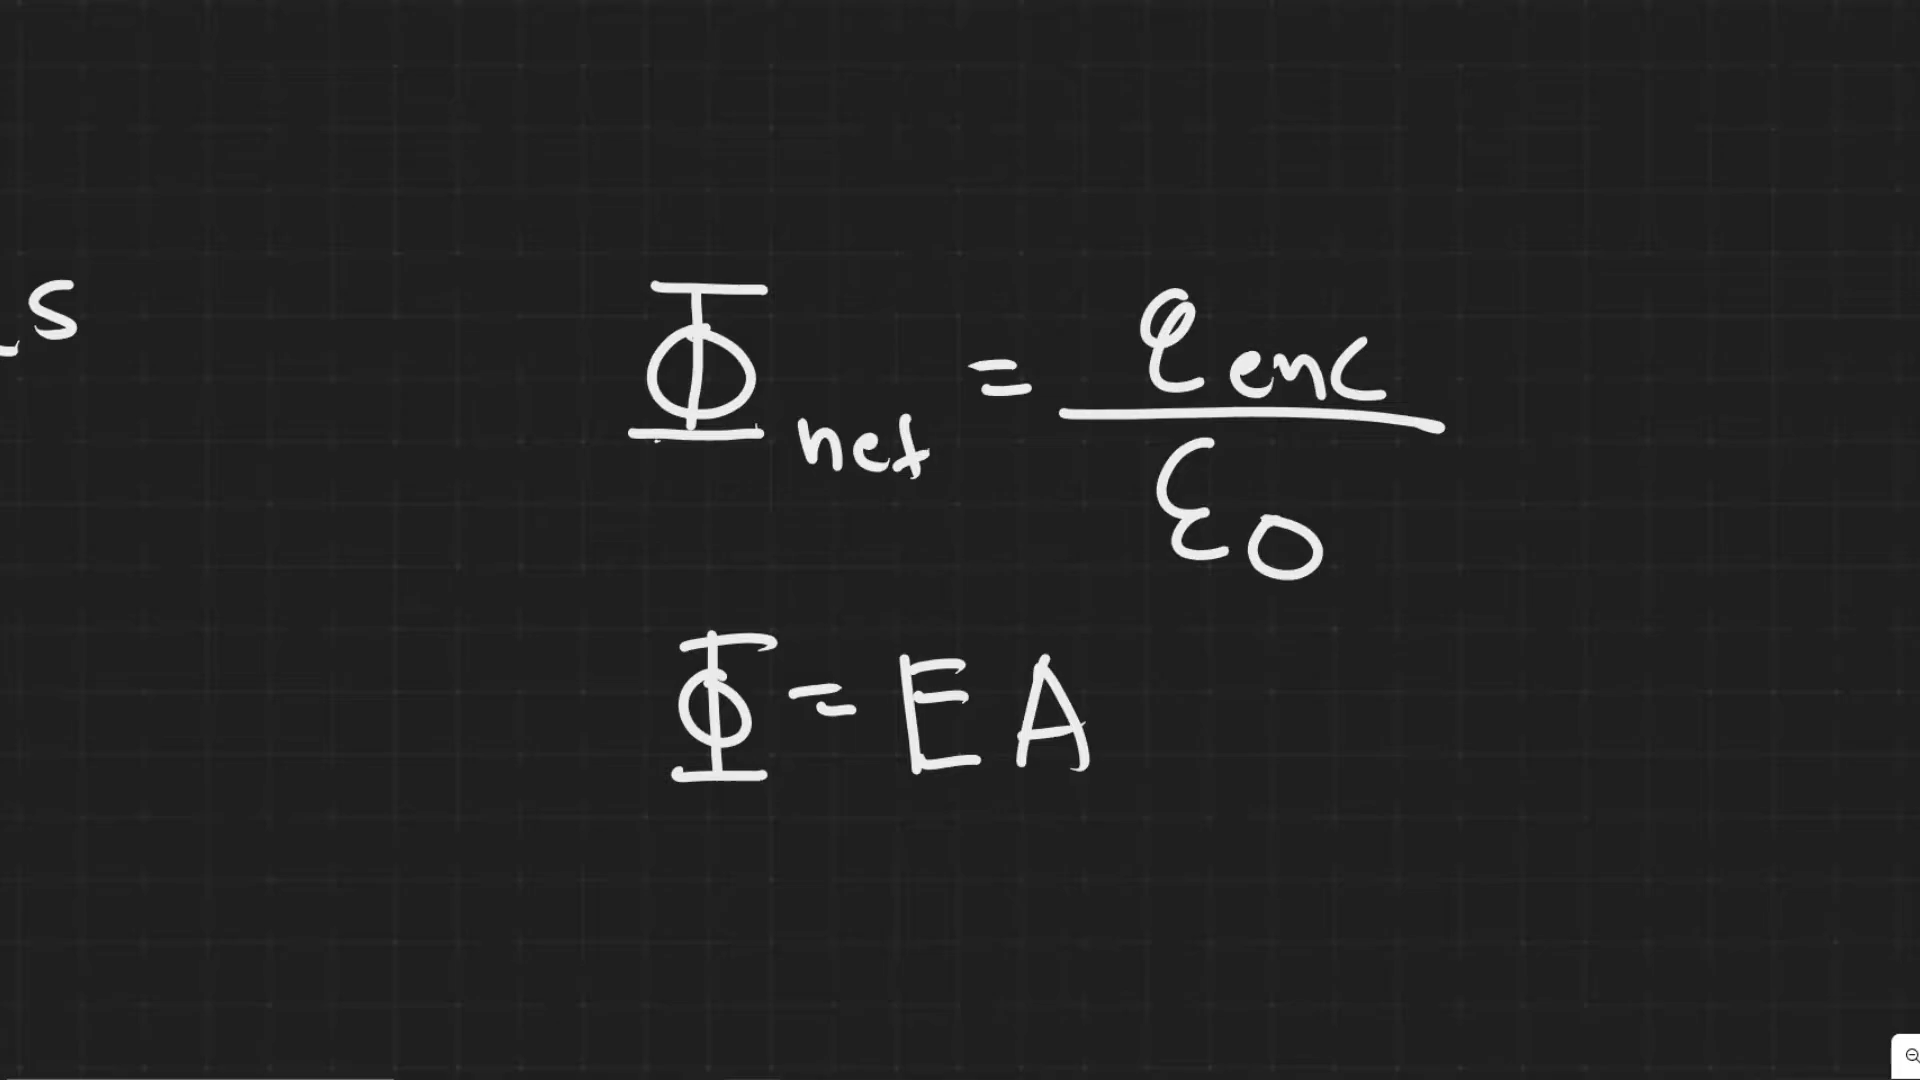 s
Φnet = qenc/ε0
Φ = EA